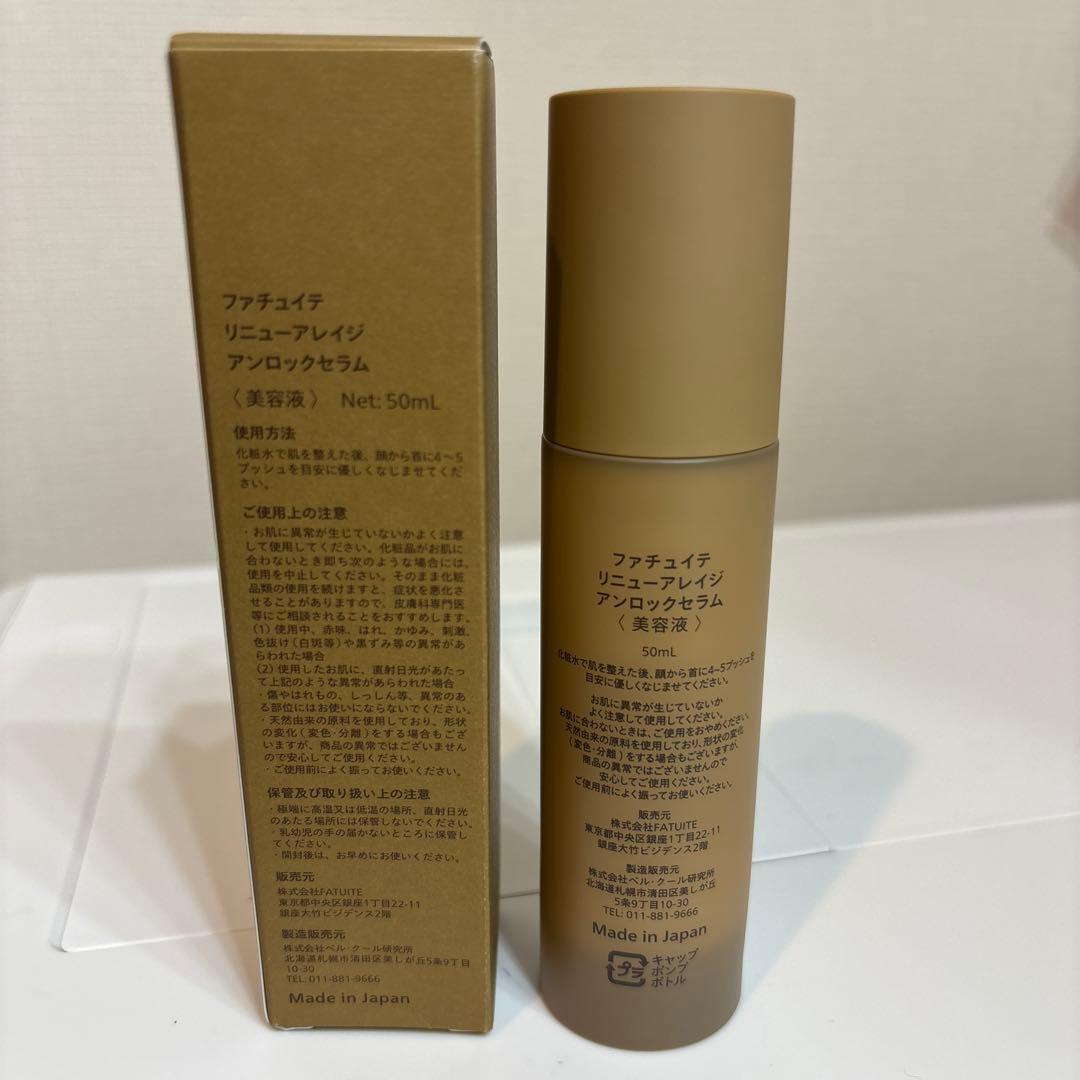 ファチュイテ
リニューアレイジ
アンロックセラム
〈美容液〉 Net: 50mL
使用方法
化粧水で肌を整えた後、顔から首に4～5
プッシュを目安に優しくなじませてくだ
さい。
ご使用上の注意
・お肌に異常が生じていないかよく注意
して使用してください。化粧品がお肌に
合わないとき即ち次のような場合には、
使用を中止してください。そのまま化粧
品類の使用を続けますと、症状を悪化さ
せることがありますので、皮膚科専門医
等にご相談されることをおすすめします。
(1)使用中、赤味、はれ、かゆみ、刺激、
色抜け(白斑等)や黒ずみ等の異常があ
らわれた場合
(2)使用したお肌に、直射日光があたっ
て上記のような異常があらわれた場合
・傷やはれもの、しっしん等、異常のあ
る部位にはお使いにならないでください。
・天然由来の原料を使用しており、形状
の変化(変色・分離)をする場合もござ
いますが、商品の異常ではございません
ので安心してご使用ください。
・ご使用前によく振ってお使いください。
保管及び取り扱い上の注意
・極端に高温又は低温の場所、直射日光
のあたる場所には保管しないでください。
・乳幼児の手の届かないところに保管し
てください。
・開封後は、お早めにお使いください。
販売元
株式会社FATUITE
東京都中央区銀座1丁目22-11
銀座大竹ビジデンス2階
製造販売元
株式会社ベル・クール研究所
北海道札幌市清田区美しが丘5条9丁目
10-30
TEL: 011-881-9666
Made in Japan
ファチュイテ
リニューアレイジ
アンロックセラム
〈美容液〉
50mL
化粧水で肌を整えた後、顔から首に4~5プッシュを
目安に優しくなじませてください。
お肌に異常が生じていないか
よく注意して使用してください。
お肌に合わないときは、ご使用をおやめください。
天然由来の原料を使用しており、形状の変化
(変色・分離)をする場合もございますが、
商品の異常ではございませんので
安心してご使用ください。
ご使用前によく振ってお使いください。
販売元
株式会社FATUITE
東京都中央区銀座1丁目22-11
銀座大竹ビジデンス2階
製造販売元
株式会社ベル・クール研究所
北海道札幌市清田区美しが丘
5条9丁目10-30
TEL: 011-881-9666
Made in Japan
プラ
キャップ
ポンプ
ボトル